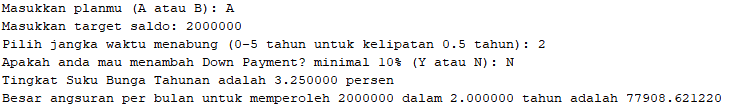 Masukkan planmu (A atau B): A
Masukkan target saldo: 2000000
Pilih jangka waktu menabung (0-5 tahun untuk kelipatan 0.5 tahun): 2
Apakah anda mau menambah Down Payment? minimal 10% (Y atau N): N
Tingkat Suku Bunga Tahunan adalah 3.250000 persen
Besar angsuran per bulan untuk memperoleh 2000000 dalam 2.000000 tahun adalah 77908.621220